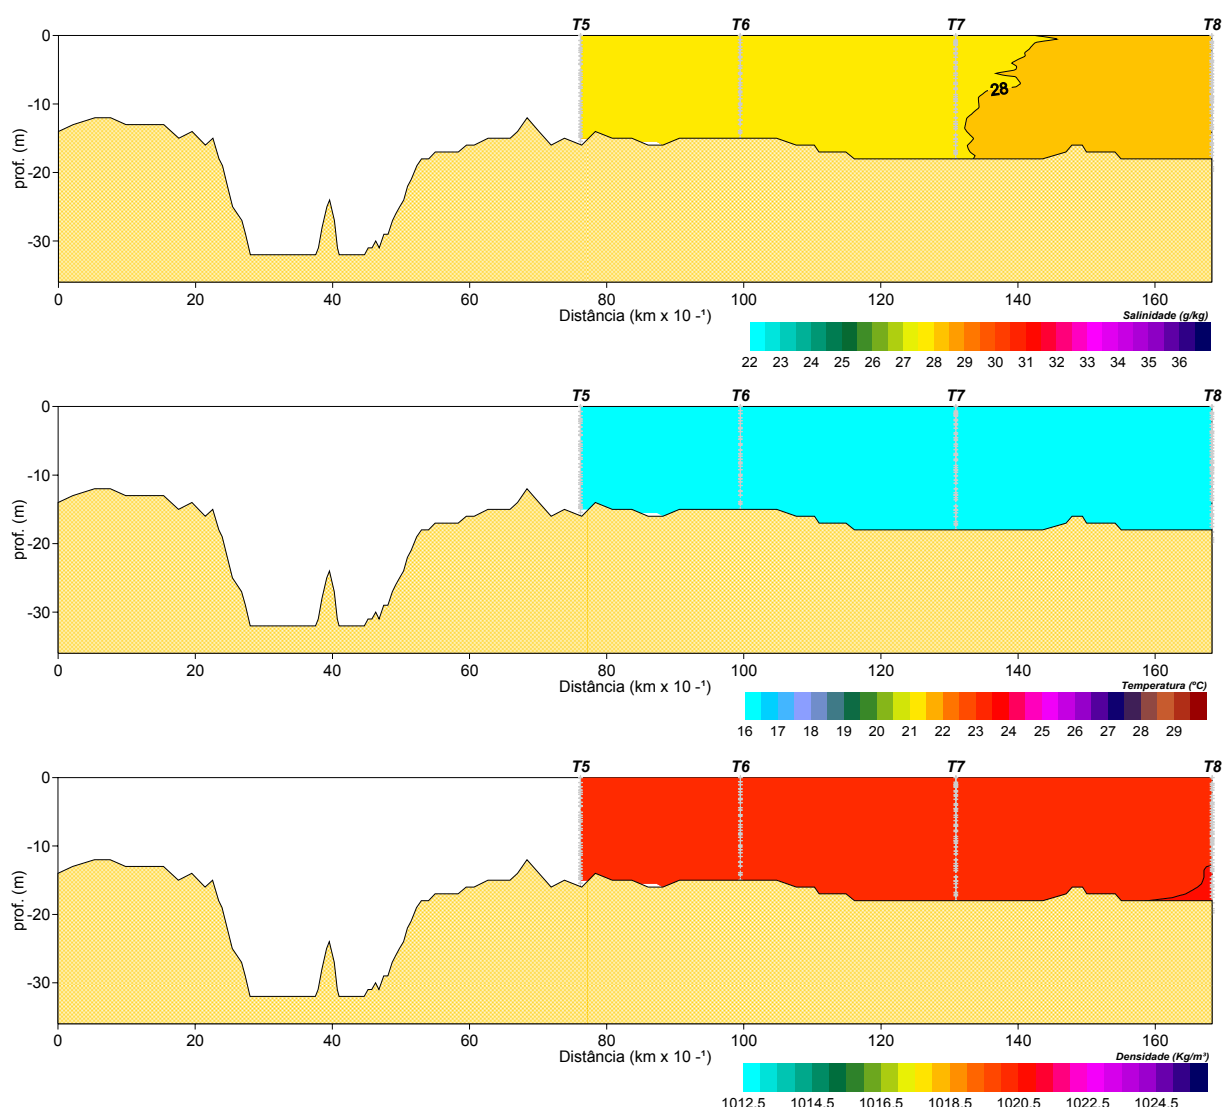 T5 T6 T7 T8
0
-10
-20
-30
prof. (m)
28
0 20 40 60 80 100 120 140 160
Distância (km x 10 -¹)
Salinidade (g/kg)
22 23 24 25 26 27 28 29 30 31 32 33 34 35 36
T5 T6 T7 T8
0
-10
-20
-30
prof. (m)
0 20 40 60 80 100 120 140 160
Distância (km x 10 -¹)
Temperatura (ºC)
16 17 18 19 20 21 22 23 24 25 26 27 28 29
T5 T6 T7 T8
0
-10
-20
-30
prof. (m)
0 20 40 60 80 100 120 140 160
Distância (km x 10 -¹)
Densidade (Kg/m³)
1012.5 1014.5 1016.5 1018.5 1020.5 1022.5 1024.5